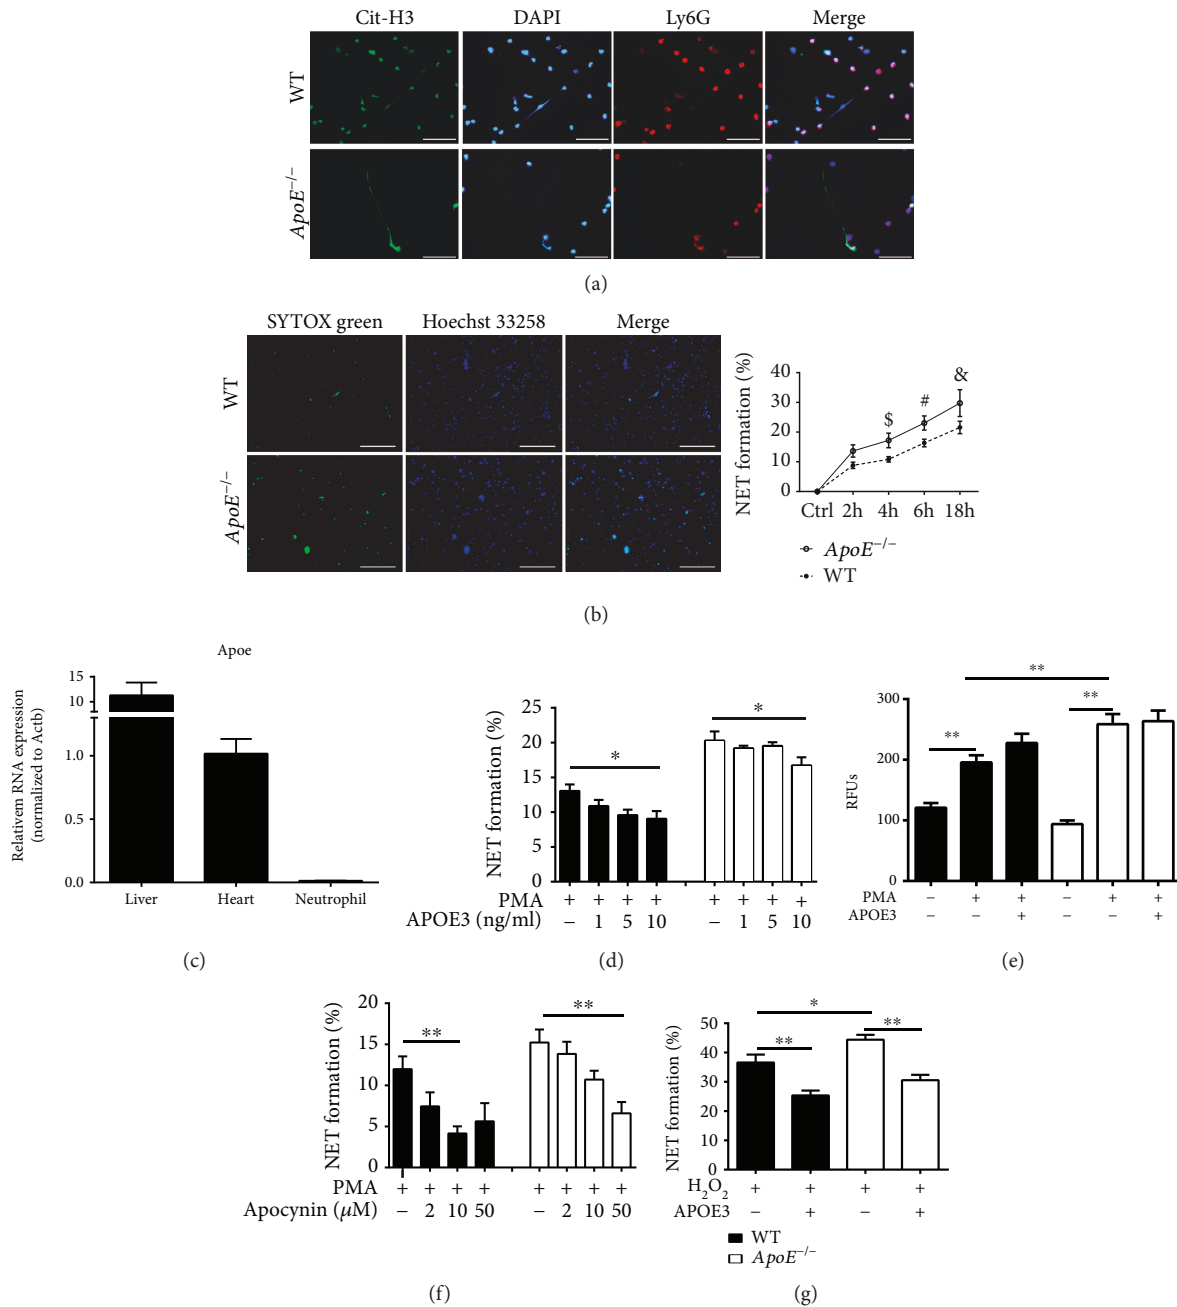 Cit-H3 DAPI Ly6G Merge
WT
ApoE−/−
(a)
SYTOX green Hoechst 33258 Merge
WT
ApoE−/−
NET formation (%)
40
30
20
10
0
$ # &
Ctrl 2h 4h 6h 18h
ApoE−/−
WT
(b)
Apoe
Relativem RNA expression
(normalized to Actb)
15
10
1.0
0.5
0.0
Liver Heart Neutrophil
(c)
NET formation (%)
25
20
15
10
5
0
* *
PMA + + + + + + + +
APOE3 (ng/ml) − 1 5 10 − 1 5 10
(d)
RFUs
300
200
100
0
** ** **
PMA − + + − + +
APOE3 − − + − − +
(e)
NET formation (%)
20
15
10
5
0
** **
PMA + + + + + + + +
Apocynin (μM) − 2 10 50 − 2 10 50
(f)
NET formation (%)
50
40
30
20
10
0
* ** **
H2O2 + + + +
APOE3 − + − +
WT
ApoE−/−
(g)